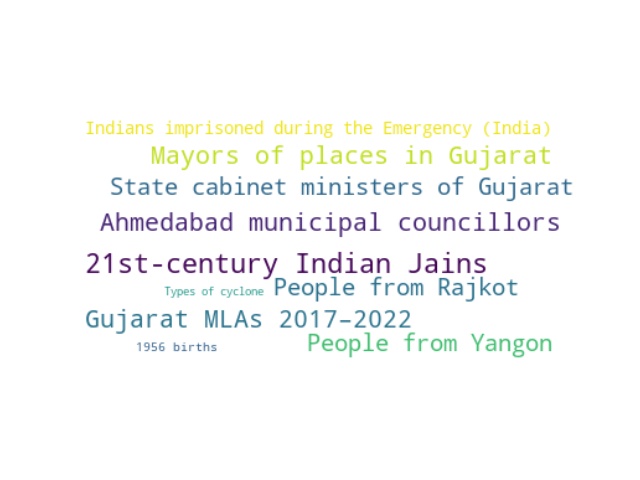 Indians imprisoned during the Emergency (India)
Mayors of places in Gujarat
State cabinet ministers of Gujarat
Ahmedabad municipal councillors
21st-century Indian Jains
Types of cyclone People from Rajkot
Gujarat MLAs 2017–2022
1956 births People from Yangon